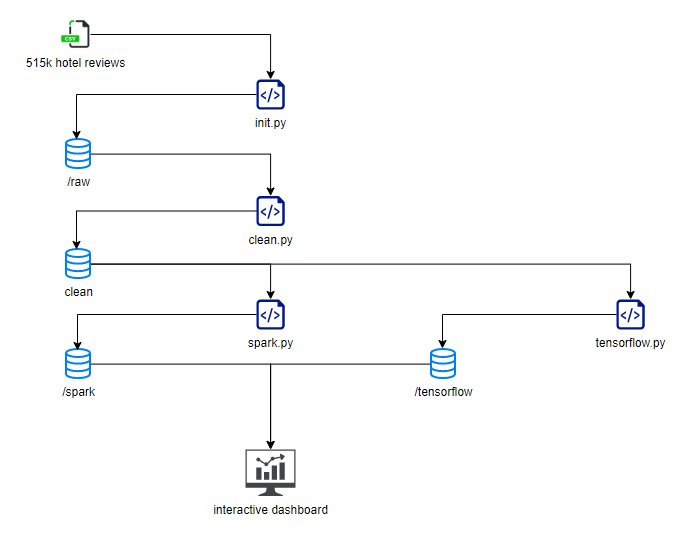 CSV
515k hotel reviews
</>
init.py
/raw
</>
clean.py
clean
</>
</>
spark.py
tensorflow.py
/spark
/tensorflow
interactive dashboard